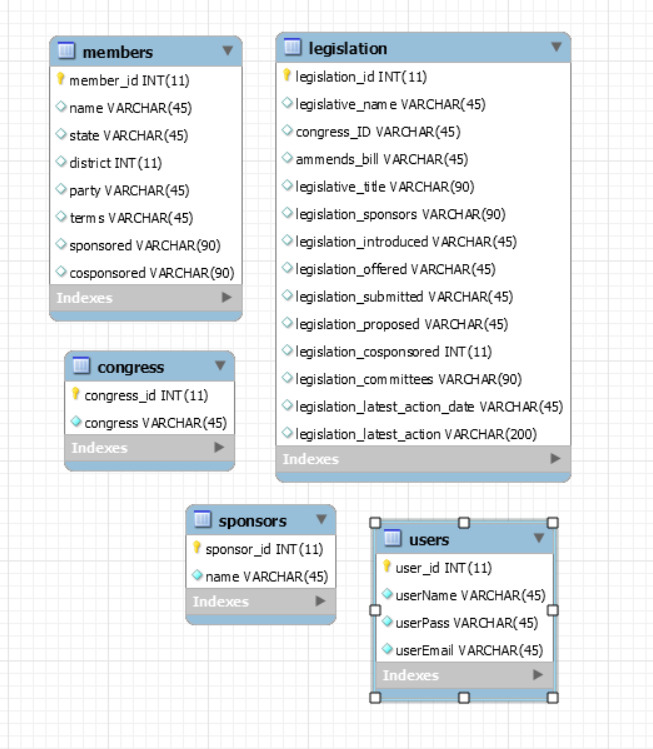 members
member_id INT(11)
name VARCHAR(45)
state VARCHAR(45)
district INT(11)
party VARCHAR(45)
terms VARCHAR(45)
sponsored VARCHAR(90)
cosponsored VARCHAR(90)
Indexes
legislation
legislation_id INT(11)
legislative_name VARCHAR(45)
congress_ID VARCHAR(45)
ammends_bill VARCHAR(45)
legislative_title VARCHAR(90)
legislation_sponsors VARCHAR(90)
legislation_introduced VARCHAR(45)
legislation_offered VARCHAR(45)
legislation_submitted VARCHAR(45)
legislation_proposed VARCHAR(45)
legislation_cosponsored INT(11)
legislation_committees VARCHAR(90)
legislation_latest_action_date VARCHAR(45)
legislation_latest_action VARCHAR(200)
Indexes
congress
congress_id INT(11)
congress VARCHAR(45)
Indexes
sponsors
sponsor_id INT(11)
name VARCHAR(45)
Indexes
users
user_id INT(11)
userName VARCHAR(45)
userPass VARCHAR(45)
userEmail VARCHAR(45)
Indexes